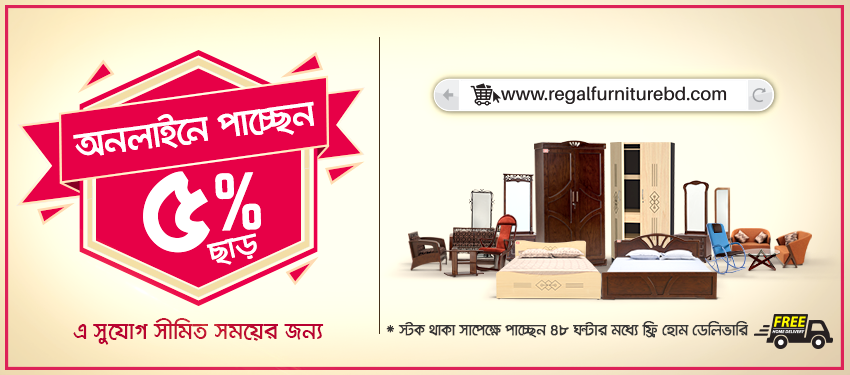 অনলাইনে পাচ্ছেন
৫%
ছাড়
এ সুযোগ সীমিত সময়ের জন্য
www.regalfurniturebd.com
* স্টক থাকা সাপেক্ষে পাচ্ছেন ৪৮ ঘন্টার মধ্যে ফ্রি হোম ডেলিভারি
FREE
HOME DELIVERY